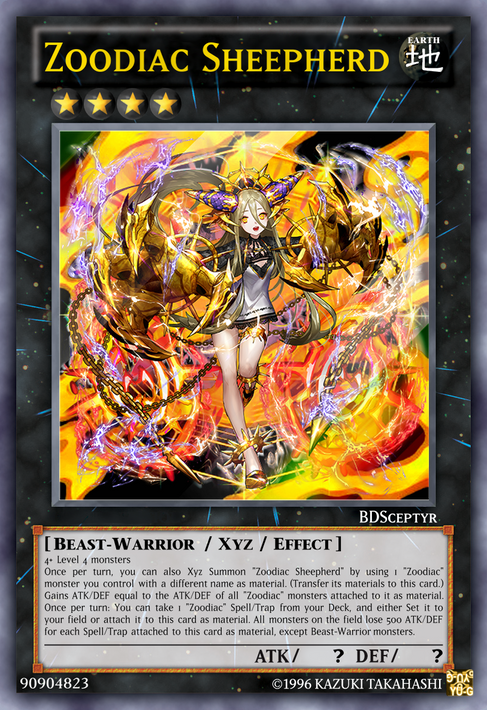 Zoodiac Sheepherd
EARTH
地
BDSceptyr
[ Beast-Warrior / Xyz / Effect ]
4+ Level 4 monsters
Once per turn, you can also Xyz Summon "Zoodiac Sheepherd" by using 1 "Zoodiac"
monster you control with a different name as material. (Transfer its materials to this card.)
Gains ATK/DEF equal to the ATK/DEF of all "Zoodiac" monsters attached to it as material.
Once per turn: You can take 1 "Zoodiac" Spell/Trap from your Deck, and either Set it to
your field or attach it to this card as material. All monsters on the field lose 500 ATK/DEF
for each Spell/Trap attached to this card as material, except Beast-Warrior monsters.
ATK/ ? DEF/ ?
90904823
©1996 KAZUKI TAKAHASHI